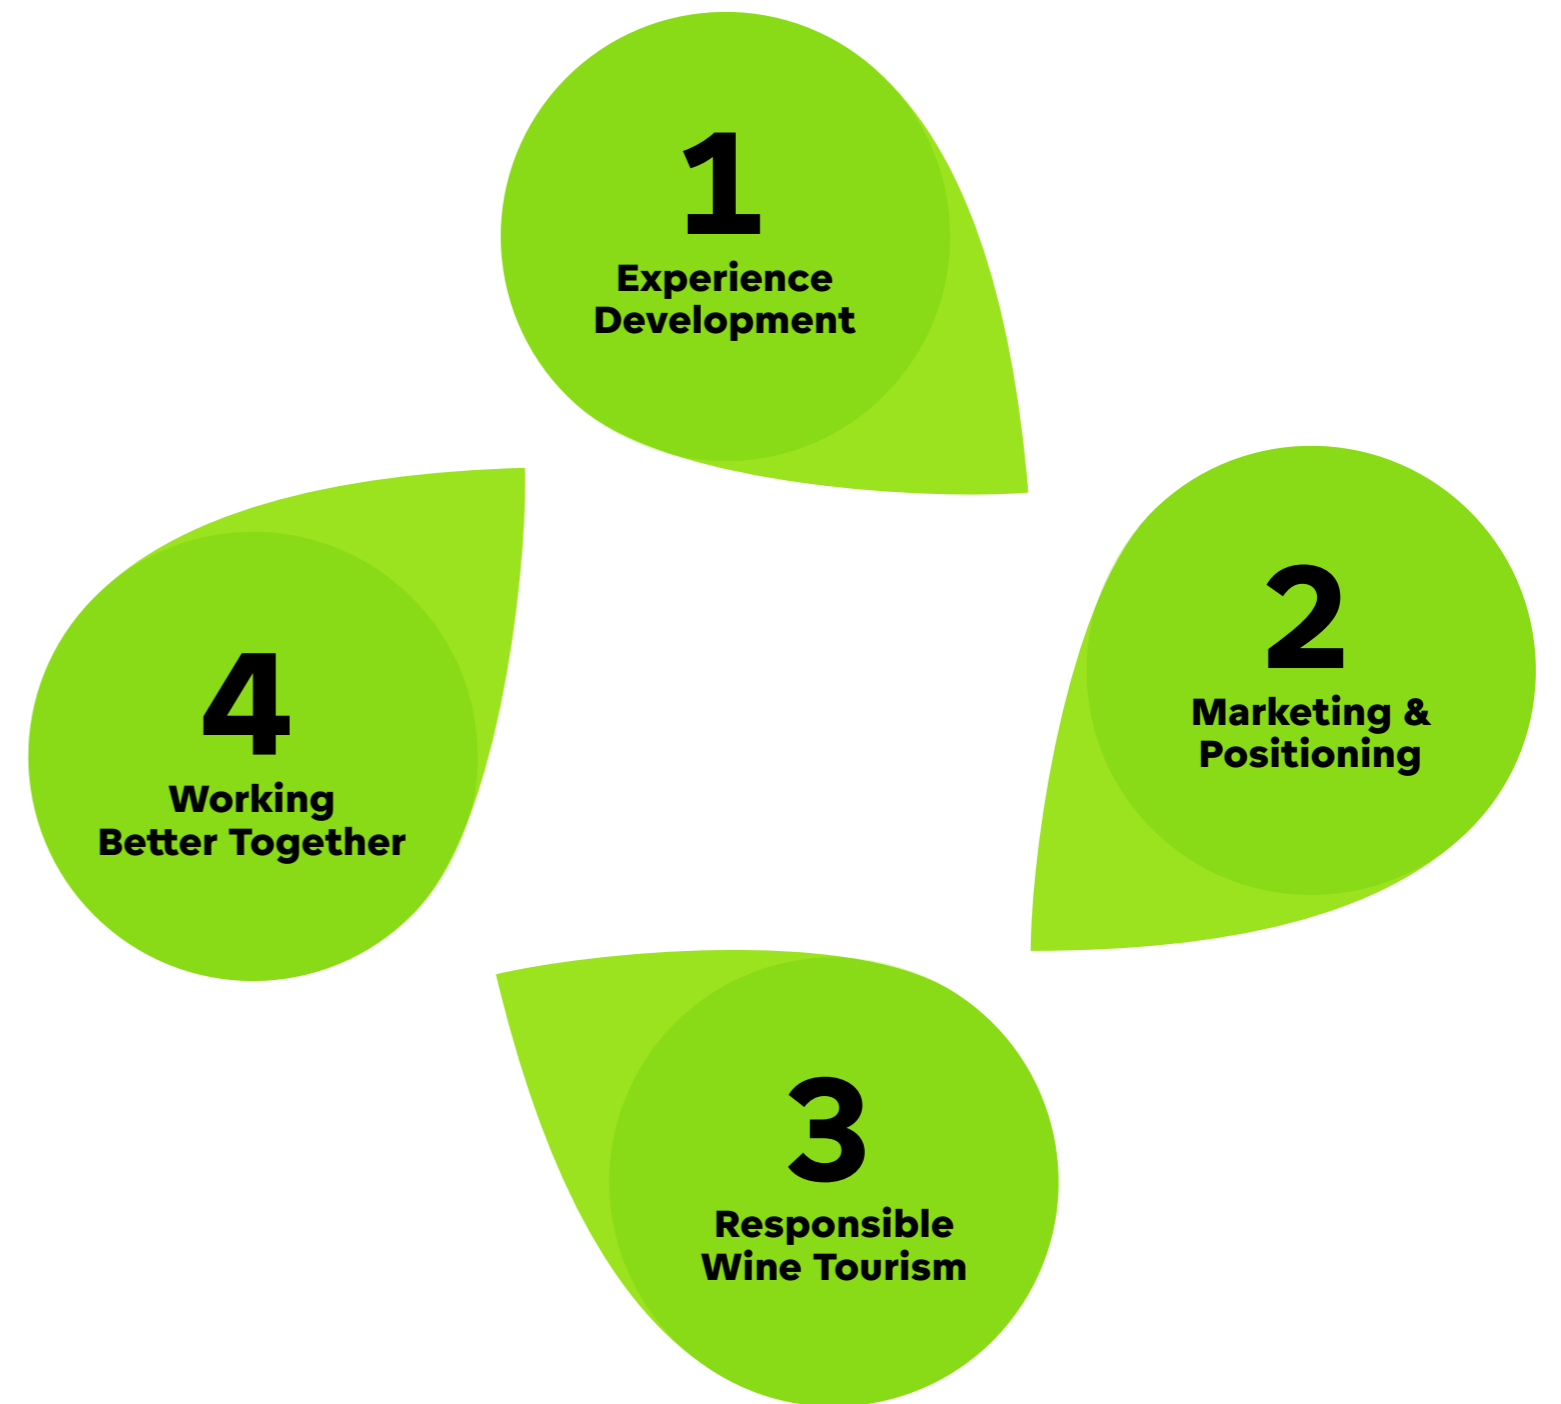 1
Experience
Development
2
Marketing &
Positioning
3
Responsible
Wine Tourism
4
Working
Better Together